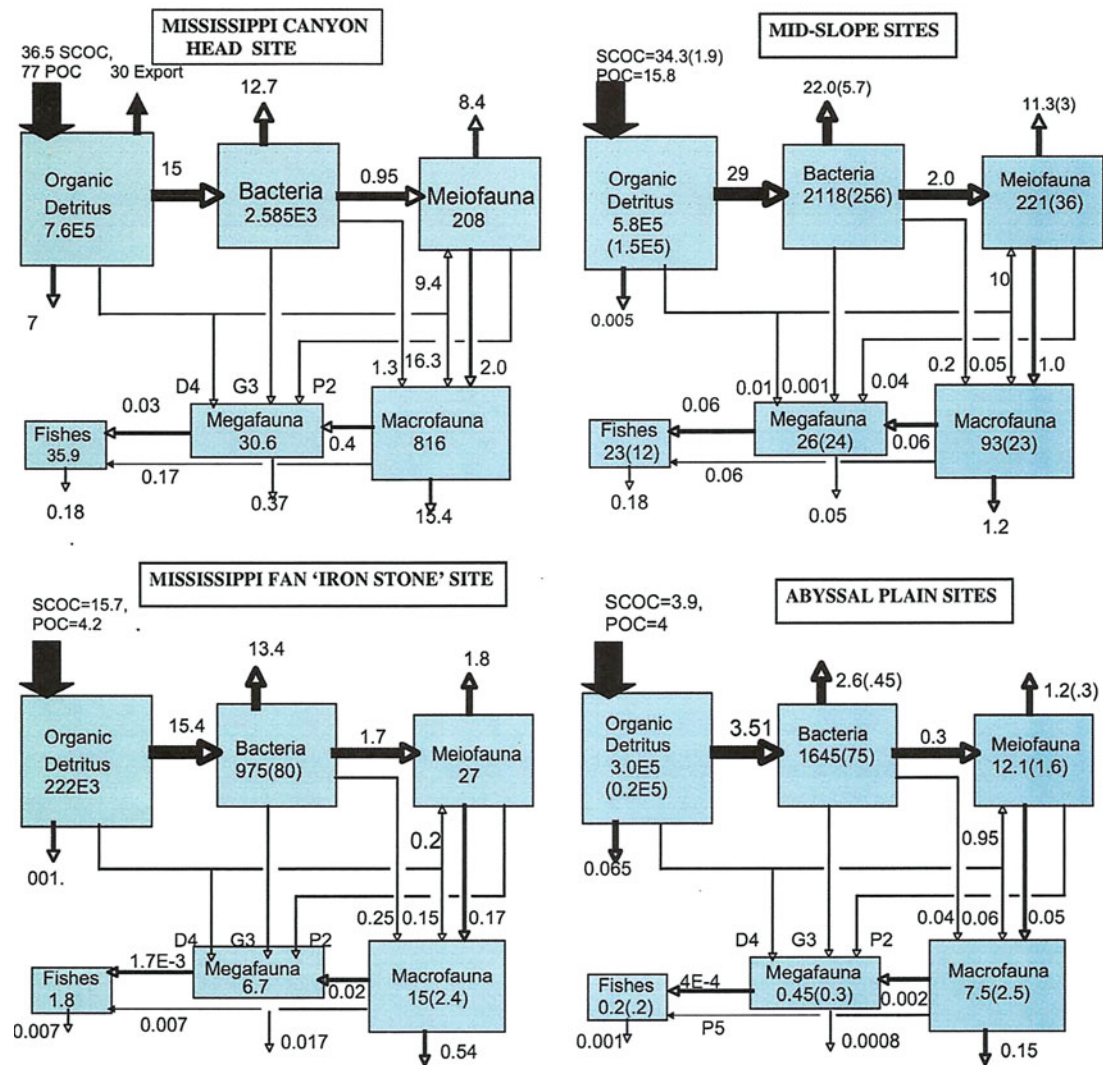 MISSISSIPPI CANYON
HEAD SITE
36.5 SCOC,
77 POC
30 Export
12.7
8.4
Organic
Detritus
7.6E5
15
Bacteria
2.585E3
0.95
Meiofauna
208
7
9.4
1.3
16.3
2.0
D4
G3
P2
0.03
Megafauna
30.6
0.4
Macrofauna
816
Fishes
35.9
0.17
0.18
0.37
15.4
MID-SLOPE SITES
SCOC=34.3(1.9)
POC=15.8
22.0(5.7)
11.3(3)
Organic
Detritus
5.8E5
(1.5E5)
29
Bacteria
2118(256)
2.0
Meiofauna
221(36)
0.005
10
0.01
0.001
0.04
0.2
0.05
1.0
0.06
Megafauna
26(24)
0.06
Macrofauna
93(23)
Fishes
23(12)
0.06
0.18
0.05
1.2
MISSISSIPPI FAN ‘IRON STONE’ SITE
SCOC=15.7,
POC=4.2
13.4
1.8
Organic
Detritus
222E3
15.4
Bacteria
975(80)
1.7
Meiofauna
27
001.
0.2
0.25
0.15
0.17
D4
G3
P2
1.7E-3
Megafauna
6.7
0.02
Macrofauna
15(2.4)
Fishes
1.8
0.007
0.007
0.017
0.54
ABYSSAL PLAIN SITES
SCOC=3.9,
POC=4
2.6(.45)
1.2(.3)
Organic
Detritus
3.0E5
(0.2E5)
3.51
Bacteria
1645(75)
0.3
Meiofauna
12.1(1.6)
0.065
0.95
0.04
0.06
0.05
D4
G3
P2
4E-4
Megafauna
0.45(0.3)
0.002
Macrofauna
7.5(2.5)
Fishes
0.2(.2)
P5
0.001
0.0008
0.15